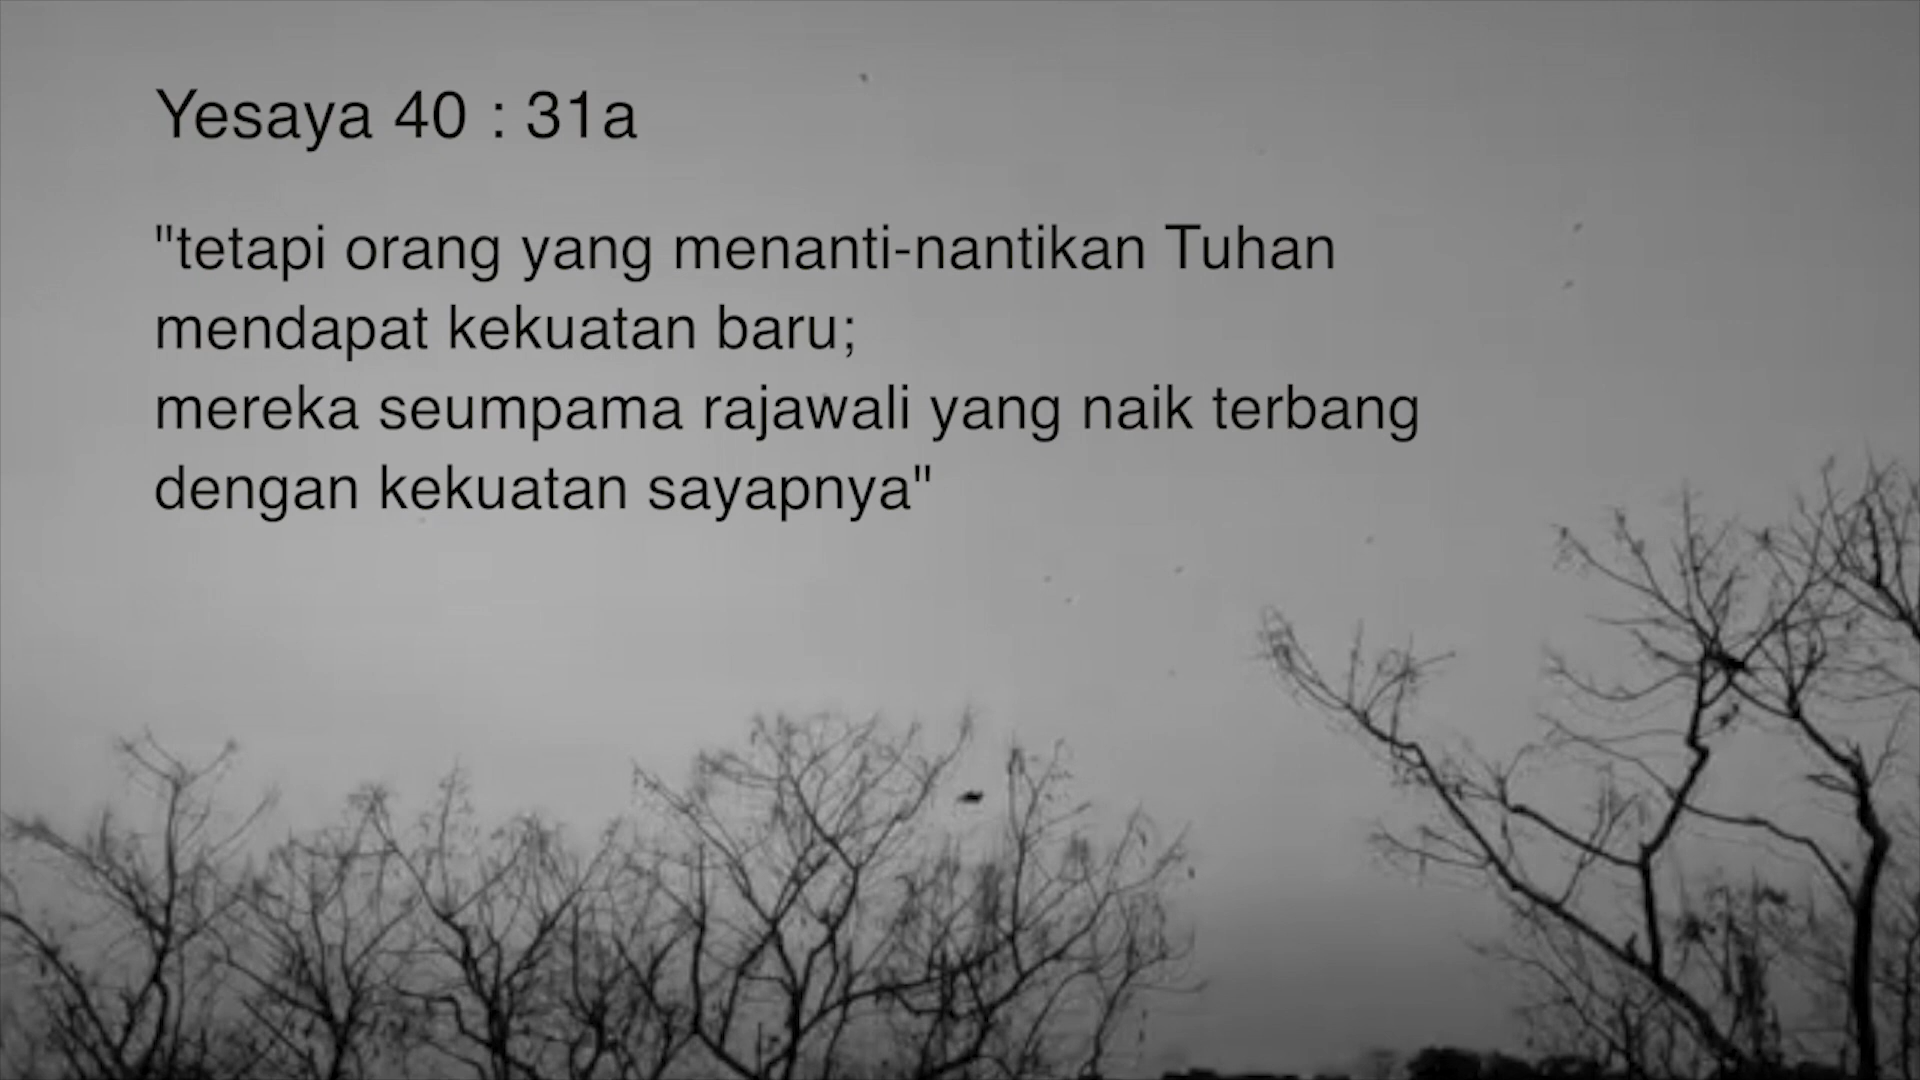 Yesaya 40 : 31a
"tetapi orang yang menanti-nantikan Tuhan
mendapat kekuatan baru;
mereka seumpama rajawali yang naik terbang
dengan kekuatan sayapnya"